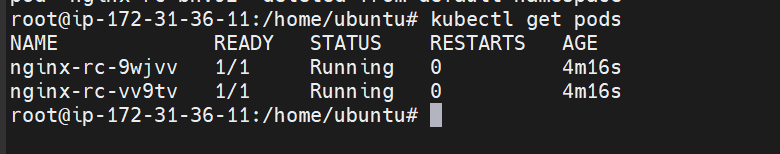 root@ip-172-31-36-11:/home/ubuntu# kubectl get pods
NAME READY STATUS RESTARTS AGE
nginx-rc-9wjvv 1/1 Running 0 4m16s
nginx-rc-vv9tv 1/1 Running 0 4m16s
root@ip-172-31-36-11:/home/ubuntu#